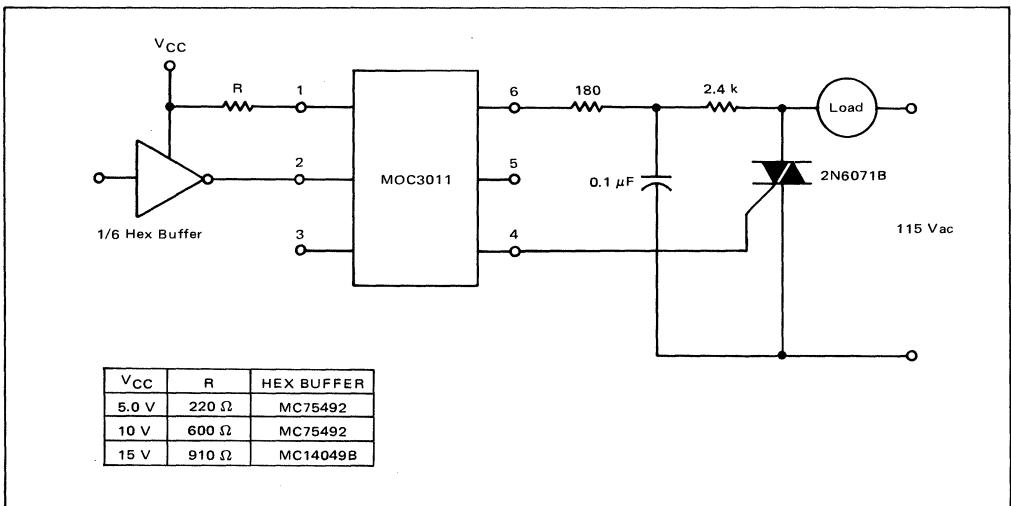 VCC
R
1
6
180
2.4 k
Load
2
MOC3011
5
0.1 μF
2N6071B
1/6 Hex Buffer
3
4
115 Vac
VCC R HEX BUFFER
5.0 V 220 Ω MC75492
10 V 600 Ω MC75492
15 V 910 Ω MC14049B